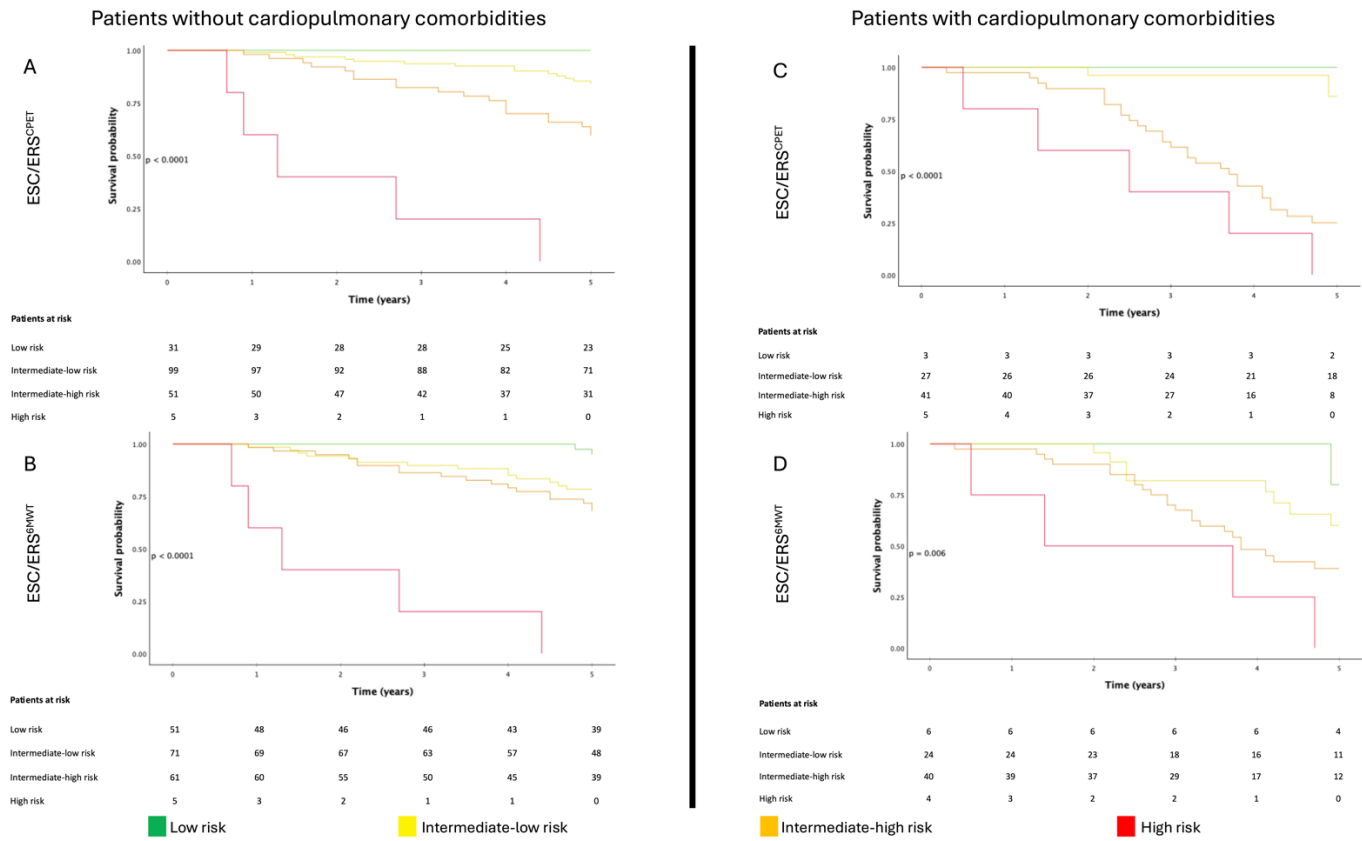 Patients without cardiopulmonary comorbidities
A
ESC/ERSCPET
Survival probability
1.00
0.75
0.50
0.25
0.00
p < 0.0001
0 1 2 3 4 5
Time (years)
Patients at risk
Low risk 31 29 28 28 25 23
Intermediate-low risk 99 97 92 88 82 71
Intermediate-high risk 51 50 47 42 37 31
High risk 5 3 2 1 1 0
B
ESC/ERS6MWT
Survival probability
1.00
0.75
0.50
0.25
0.00
p < 0.0001
0 1 2 3 4 5
Time (years)
Patients at risk
Low risk 51 48 46 46 43 39
Intermediate-low risk 71 69 67 63 57 48
Intermediate-high risk 61 60 55 50 45 39
High risk 5 3 2 1 1 0
Patients with cardiopulmonary comorbidities
C
ESC/ERSCPET
Survival probability
1.00
0.75
0.50
0.25
0.00
p < 0.0001
0 1 2 3 4 5
Time (years)
Patients at risk
Low risk 3 3 3 3 3 2
Intermediate-low risk 27 26 26 24 21 18
Intermediate-high risk 41 40 37 27 16 8
High risk 5 4 3 2 1 0
D
ESC/ERS6MWT
Survival probability
1.00
0.75
0.50
0.25
0.00
p = 0.006
0 1 2 3 4 5
Time (years)
Patients at risk
Low risk 6 6 6 6 6 4
Intermediate-low risk 24 24 23 18 16 11
Intermediate-high risk 40 39 37 29 17 12
High risk 4 3 2 2 1 0
Low risk Intermediate-low risk Intermediate-high risk High risk